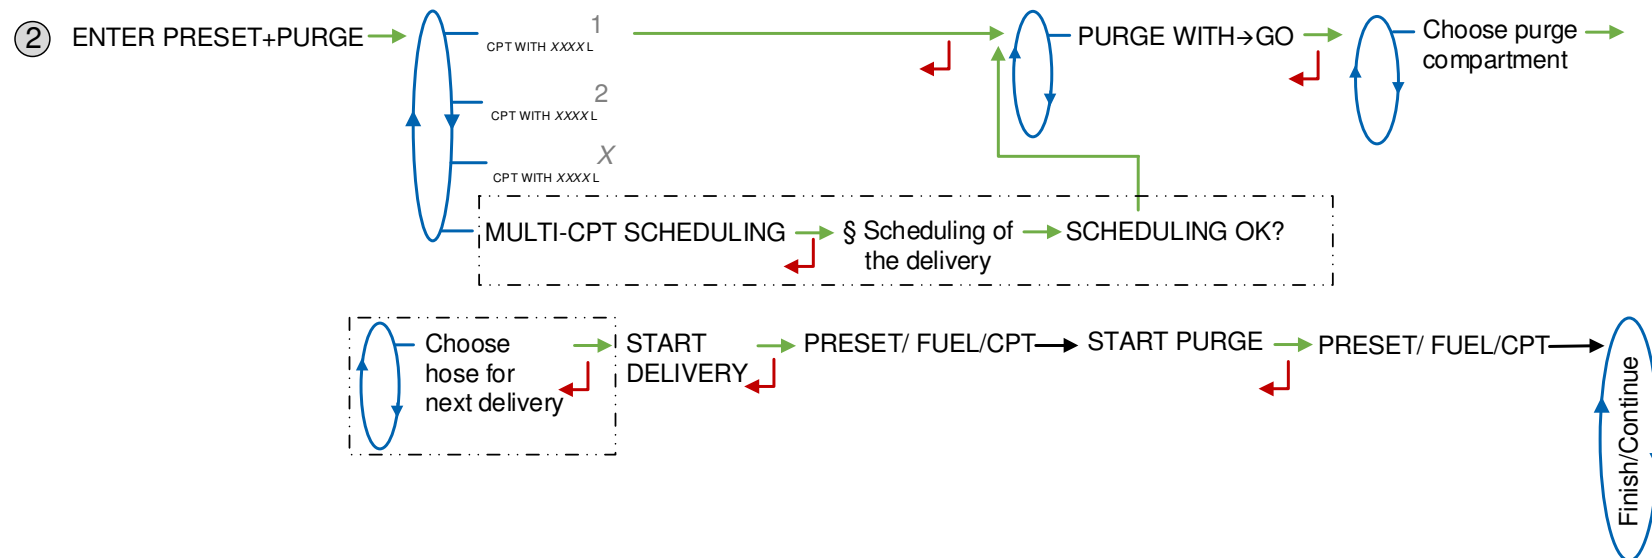 2 ENTER PRESET+PURGE
1
CPT WITH XXXX L
2
CPT WITH XXXX L
X
CPT WITH XXXX L
PURGE WITH→GO
Choose purge
compartment
MULTI-CPT SCHEDULING
§ Scheduling of
the delivery
SCHEDULING OK?
Choose
hose for
next delivery
START
DELIVERY
PRESET/ FUEL/CPT
START PURGE
PRESET/ FUEL/CPT
Finish/Continue